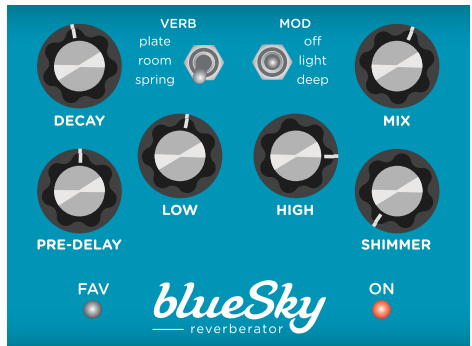 VERB
MOD
plate
room
spring
off
light
deep
DECAY
MIX
LOW
HIGH
PRE-DELAY
SHIMMER
FAV
ON
blueSky
reverberator